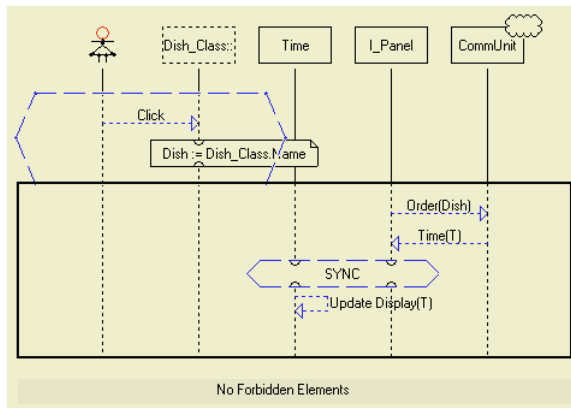 Dish_Class::
Time
I_Panel
CommUnit
Click
Dish := Dish_Class.Name
Order(Dish)
Time(T)
SYNC
Update Display(T)
No Forbidden Elements